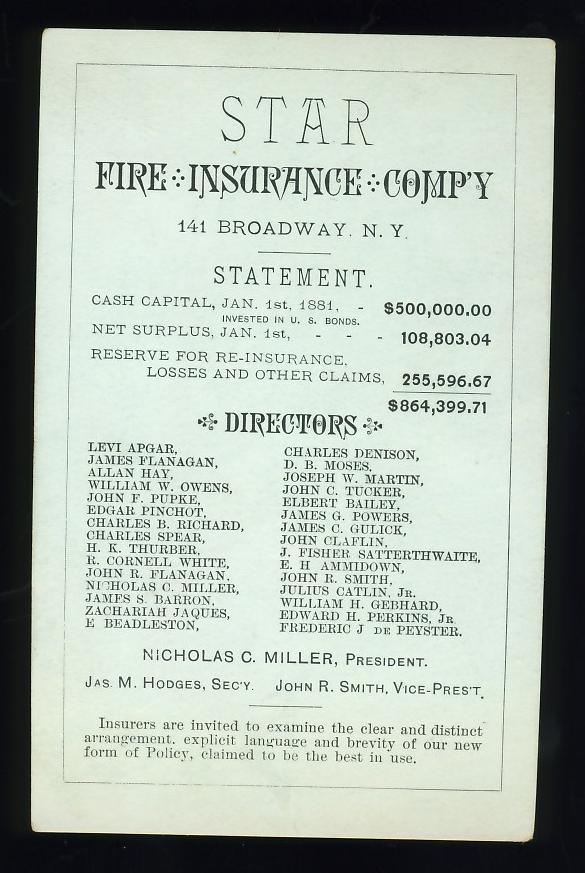 STAR
FIRE INSURANCE COMP'Y
141 BROADWAY, N. Y.
STATEMENT.
CASH CAPITAL, JAN. 1st, 1881, - $500,000.00
INVESTED IN U. S. BONDS.
NET SURPLUS, JAN. 1st, - - - 108,803.04
RESERVE FOR RE-INSURANCE,
LOSSES AND OTHER CLAIMS, 255,596.67
$864,399.71
DIRECTORS
LEVI APGAR,
JAMES FLANAGAN,
ALLAN HAY,
WILLIAM W. OWENS,
JOHN F. PUPKE,
EDGAR PINCHOT,
CHARLES B. RICHARD,
CHARLES SPEAR,
H. K. THURBER,
R. CORNELL WHITE,
JOHN R. FLANAGAN,
NICHOLAS C. MILLER,
JAMES S. BARRON,
ZACHARIAH JAQUES,
E BEADLESTON,
CHARLES DENISON,
D. B. MOSES,
JOSEPH W. MARTIN,
JOHN C. TUCKER,
ELBERT BAILEY,
JAMES G. POWERS,
JAMES C. GULICK,
JOHN CLAFLIN,
J. FISHER SATTERTHWAITE,
E. H AMMIDOWN,
JOHN R. SMITH,
JULIUS CATLIN, JR.
WILLIAM H. GEBHARD,
EDWARD H. PERKINS, JR
FREDERIC J DE PEYSTER.
NICHOLAS C. MILLER, PRESIDENT.
JAS. M. HODGES, SEC'Y. JOHN R. SMITH, VICE-PRES'T.
Insurers are invited to examine the clear and distinct
arrangement, explicit language and brevity of our new
form of Policy, claimed to be the best in use.